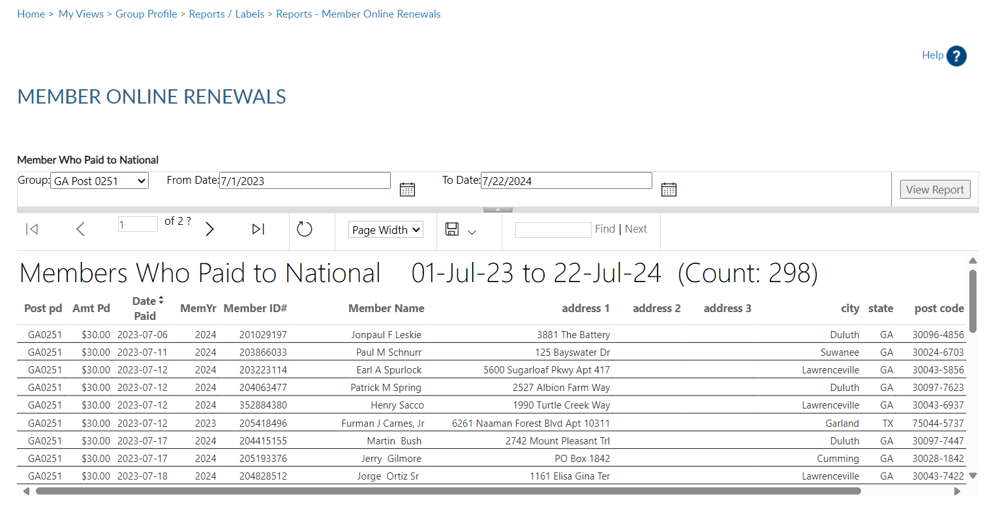 Home > My Views > Group Profile > Reports / Labels > Reports - Member Online Renewals
Help ?
MEMBER ONLINE RENEWALS
Member Who Paid to National
Group: GA Post 0251 From Date: 7/1/2023 To Date: 7/22/2024 View Report
1 of 2 ? Page Width Find | Next
Members Who Paid to National 01-Jul-23 to 22-Jul-24 (Count: 298)
Post pd Amt Pd Date Paid MemYr Member ID# Member Name address 1 address 2 address 3 city state post code
GA0251 $30.00 2023-07-06 2024 201029197 Jonpaul F Leskie 3881 The Battery Duluth GA 30096-4856
GA0251 $30.00 2023-07-11 2024 203866033 Paul M Schnurr 125 Bayswater Dr Suwanee GA 30024-6703
GA0251 $30.00 2023-07-12 2024 203223114 Earl A Spurlock 5600 Sugarloaf Pkwy Apt 417 Lawrenceville GA 30043-5856
GA0251 $30.00 2023-07-12 2024 204063477 Patrick M Spring 2527 Albion Farm Way Duluth GA 30097-7623
GA0251 $30.00 2023-07-12 2024 352884380 Henry Sacco 1990 Turtle Creek Way Lawrenceville GA 30043-6937
GA0251 $30.00 2023-07-12 2023 205418496 Furman J Carnes, Jr 6261 Naaman Forest Blvd Apt 10311 Garland TX 75044-5737
GA0251 $30.00 2023-07-17 2024 204415155 Martin Bush 2742 Mount Pleasant Trl Duluth GA 30097-7447
GA0251 $30.00 2023-07-17 2024 205193376 Jerry Gilmore PO Box 1842 Cumming GA 30028-1842
GA0251 $30.00 2023-07-18 2024 204828512 Jorge Ortiz Sr 1161 Elisa Gina Ter Lawrenceville GA 30043-7422